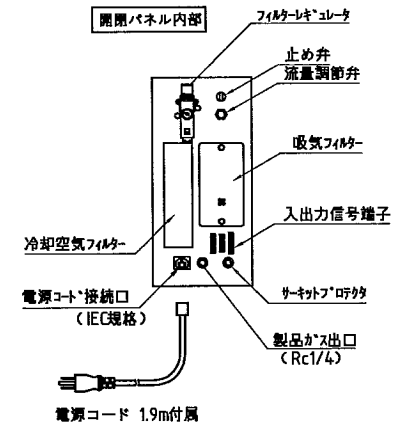 開閉パネル内部
フィルターレギュレータ
止め弁
流量調節弁
吸気フィルター
入出力信号端子
冷却空気フィルター
電源コード接続口
(IEC規格)
サーキットプロテクタ
製品ガス出口
(Rc1/4)
電源コード 1.9m付属